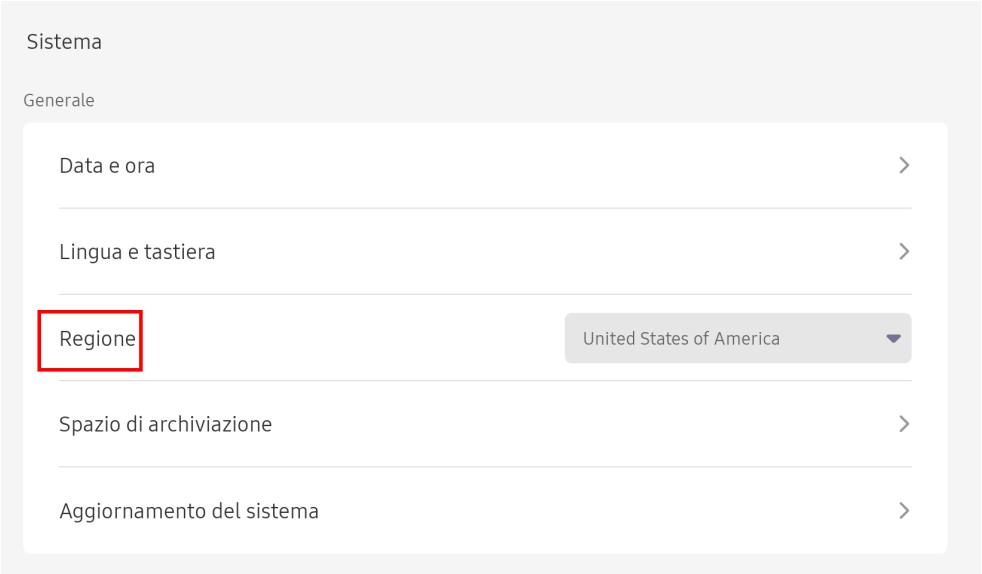 Sistema
Generale
Data e ora
Lingua e tastiera
Regione
United States of America
Spazio di archiviazione
Aggiornamento del sistema